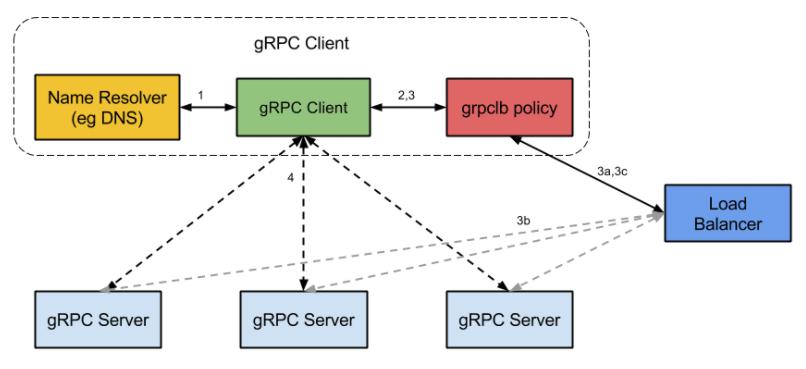 gRPC Client
Name Resolver
(eg DNS)
1
gRPC Client
2,3
grpclb policy
3a,3c
4
Load
Balancer
3b
gRPC Server
gRPC Server
gRPC Server